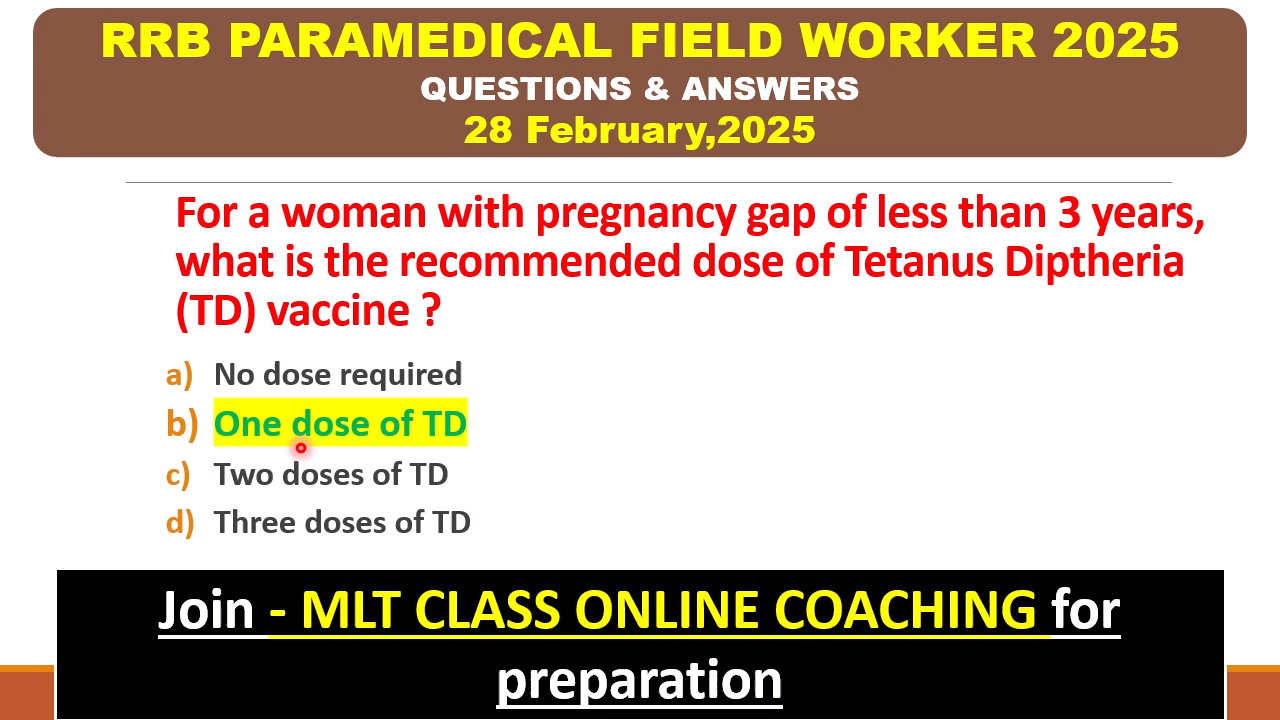 RRB PARAMEDICAL FIELD WORKER 2025
QUESTIONS & ANSWERS
28 February,2025
For a woman with pregnancy gap of less than 3 years,
what is the recommended dose of Tetanus Diptheria
(TD) vaccine ?
a) No dose required
b) One dose of TD
c) Two doses of TD
d) Three doses of TD
Join - MLT CLASS ONLINE COACHING for
preparation